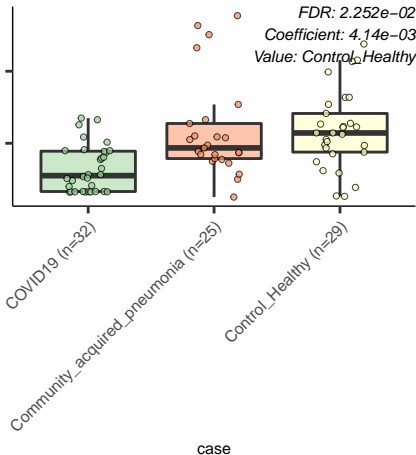 FDR: 2.252e-02
Coefficient: 4.14e-03
Value: Control_Healthy
COVID19 (n=32)
Community_acquired_pneumonia (n=25)
Control_Healthy (n=29)
case